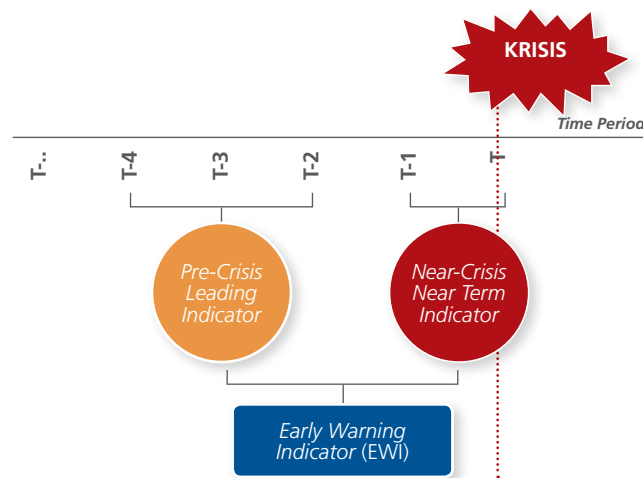 KRISIS
Time Period
T-..
T-4
T-3
T-2
T-1
T
Pre-Crisis
Leading
Indicator
Near-Crisis
Near Term
Indicator
Early Warning
Indicator (EWI)